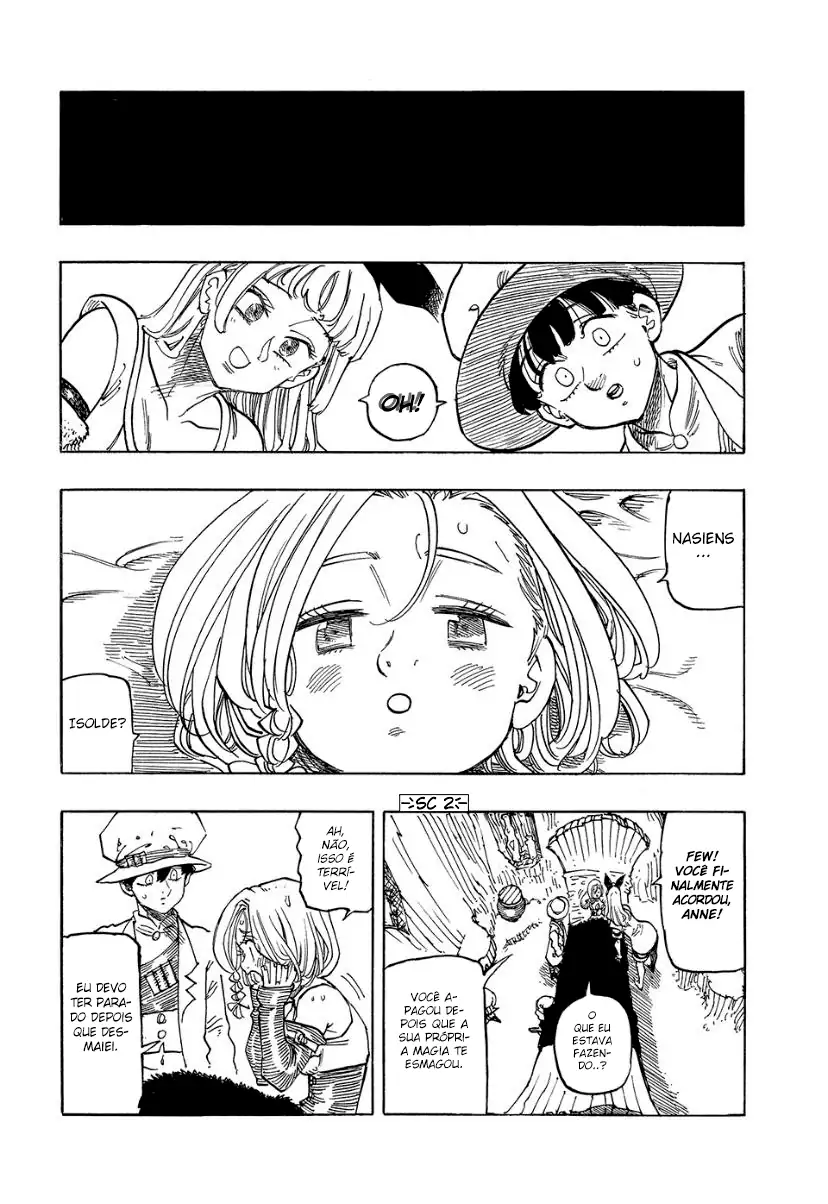 OH!
NASIENS
...
ISOLDE?
SC 2
FEW!
VOCÊ FI-
NALMENTE
ACORDOU,
ANNE!
O
QUE EU
ESTAVA
FAZEN-
DO..?
VOCÊ A-
PAGOU DE-
POIS QUE A
SUA PRÓPRI-
A MAGIA TE
ESMAGOU.
AH,
NÃO,
ISSO É
TERRÍ-
VEL!
EU DEVO
TER PARA-
DO DEPOIS
QUE DES-
MAIEI.